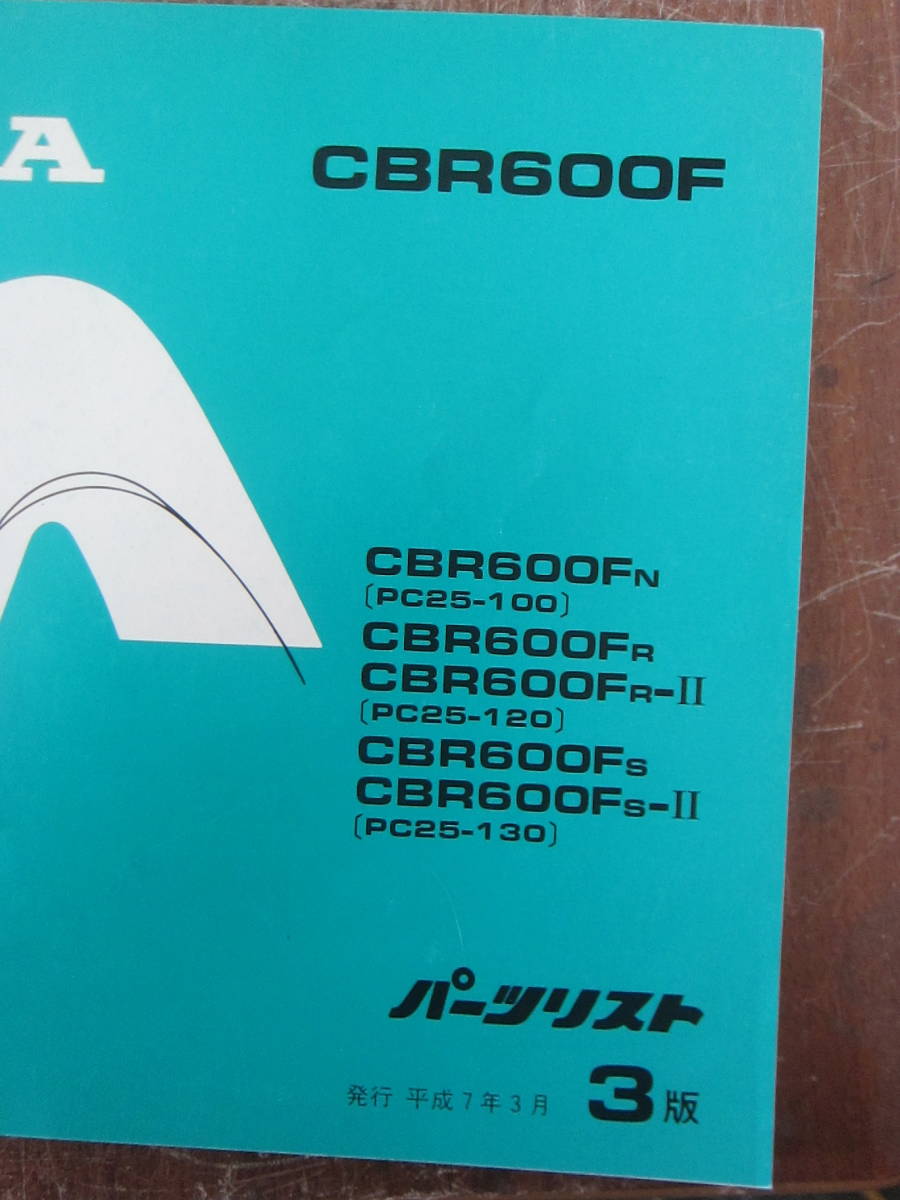 A
CBR600F
CBR600FN
〔PC25-100〕
CBR600FR
CBR600FR-II
〔PC25-120〕
CBR600FS
CBR600FS-II
〔PC25-130〕
パーツリスト
発行 平成7年3月 3版